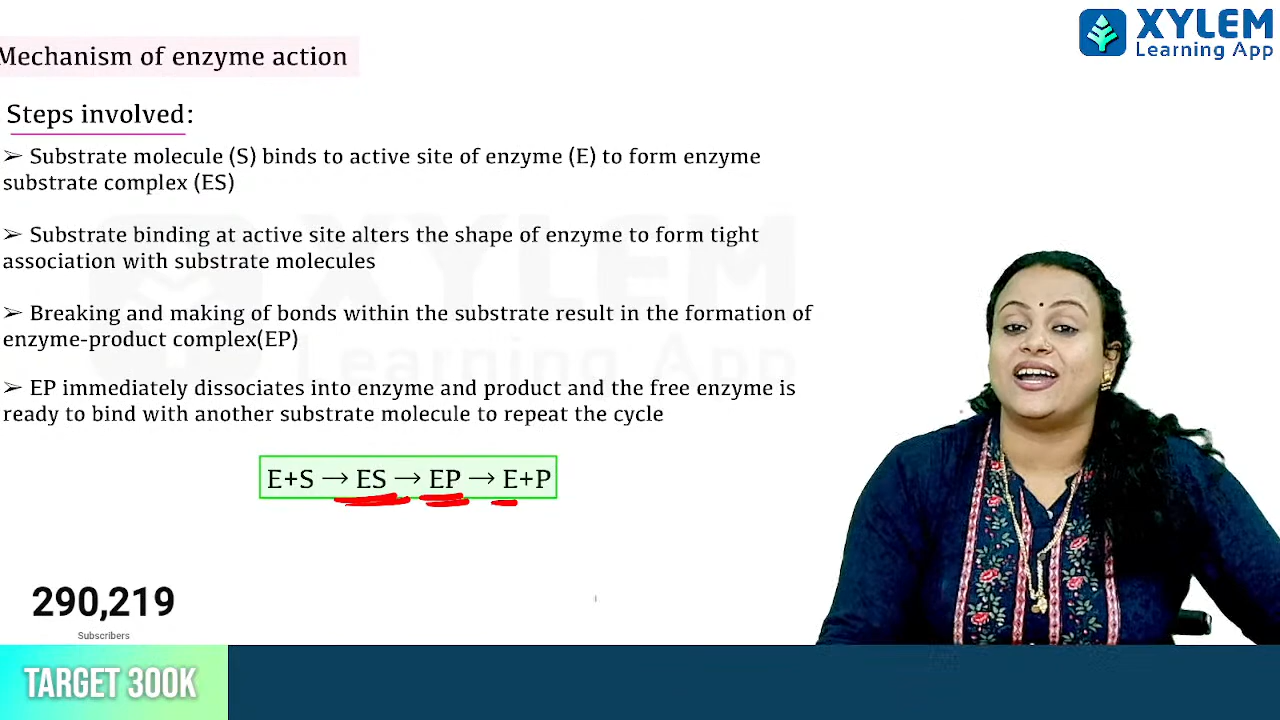 XYLEM
Learning App
Mechanism of enzyme action
Steps involved:
➢ Substrate molecule (S) binds to active site of enzyme (E) to form enzyme
substrate complex (ES)
➢ Substrate binding at active site alters the shape of enzyme to form tight
association with substrate molecules
➢ Breaking and making of bonds within the substrate result in the formation of
enzyme-product complex(EP)
➢ EP immediately dissociates into enzyme and product and the free enzyme is
ready to bind with another substrate molecule to repeat the cycle
E+S → ES → EP → E+P
XYLEM
Learning App
290,219
Subscribers
TARGET 300K